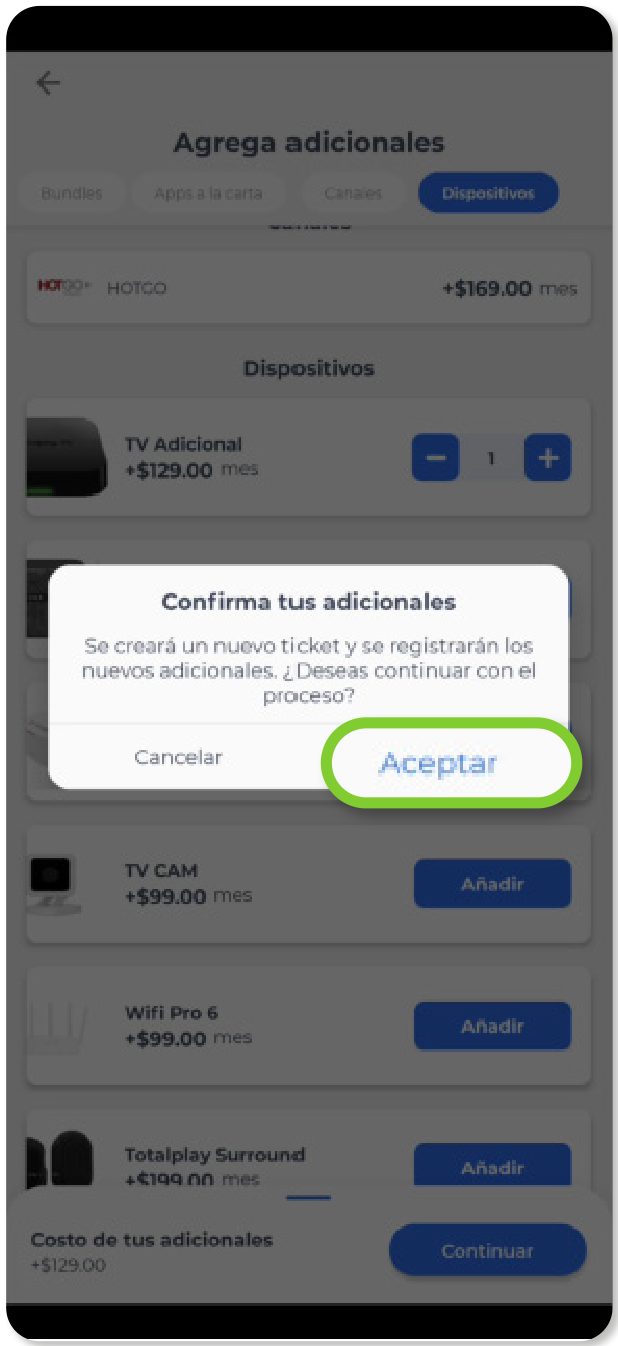 Agrega adicionales
Bundles
Apps a la carta
Canales
Dispositivos
HOTGO
+$169.00 mes
Dispositivos
TV Adicional
+$129.00 mes
1
Confirma tus adicionales
Se creará un nuevo ticket y se registrarán los
nuevos adicionales. ¿Deseas continuar con el
proceso?
Cancelar
Aceptar
TV CAM
+$99.00 mes
Añadir
Wifi Pro 6
+$99.00 mes
Añadir
Totalplay Surround
+$199.00 mes
Añadir
Costo de tus adicionales
+$129.00
Continuar